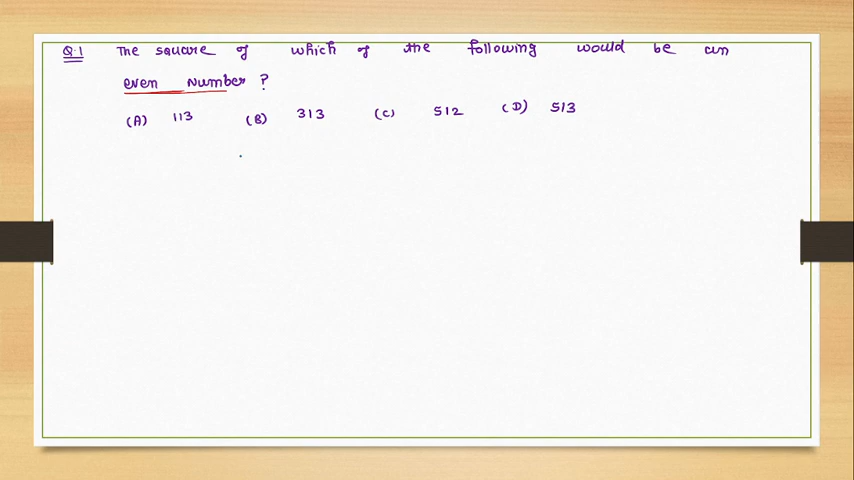 Q.1 The square of which of the following would be an
even number ?
(A) 113 (B) 313 (C) 512 (D) 513